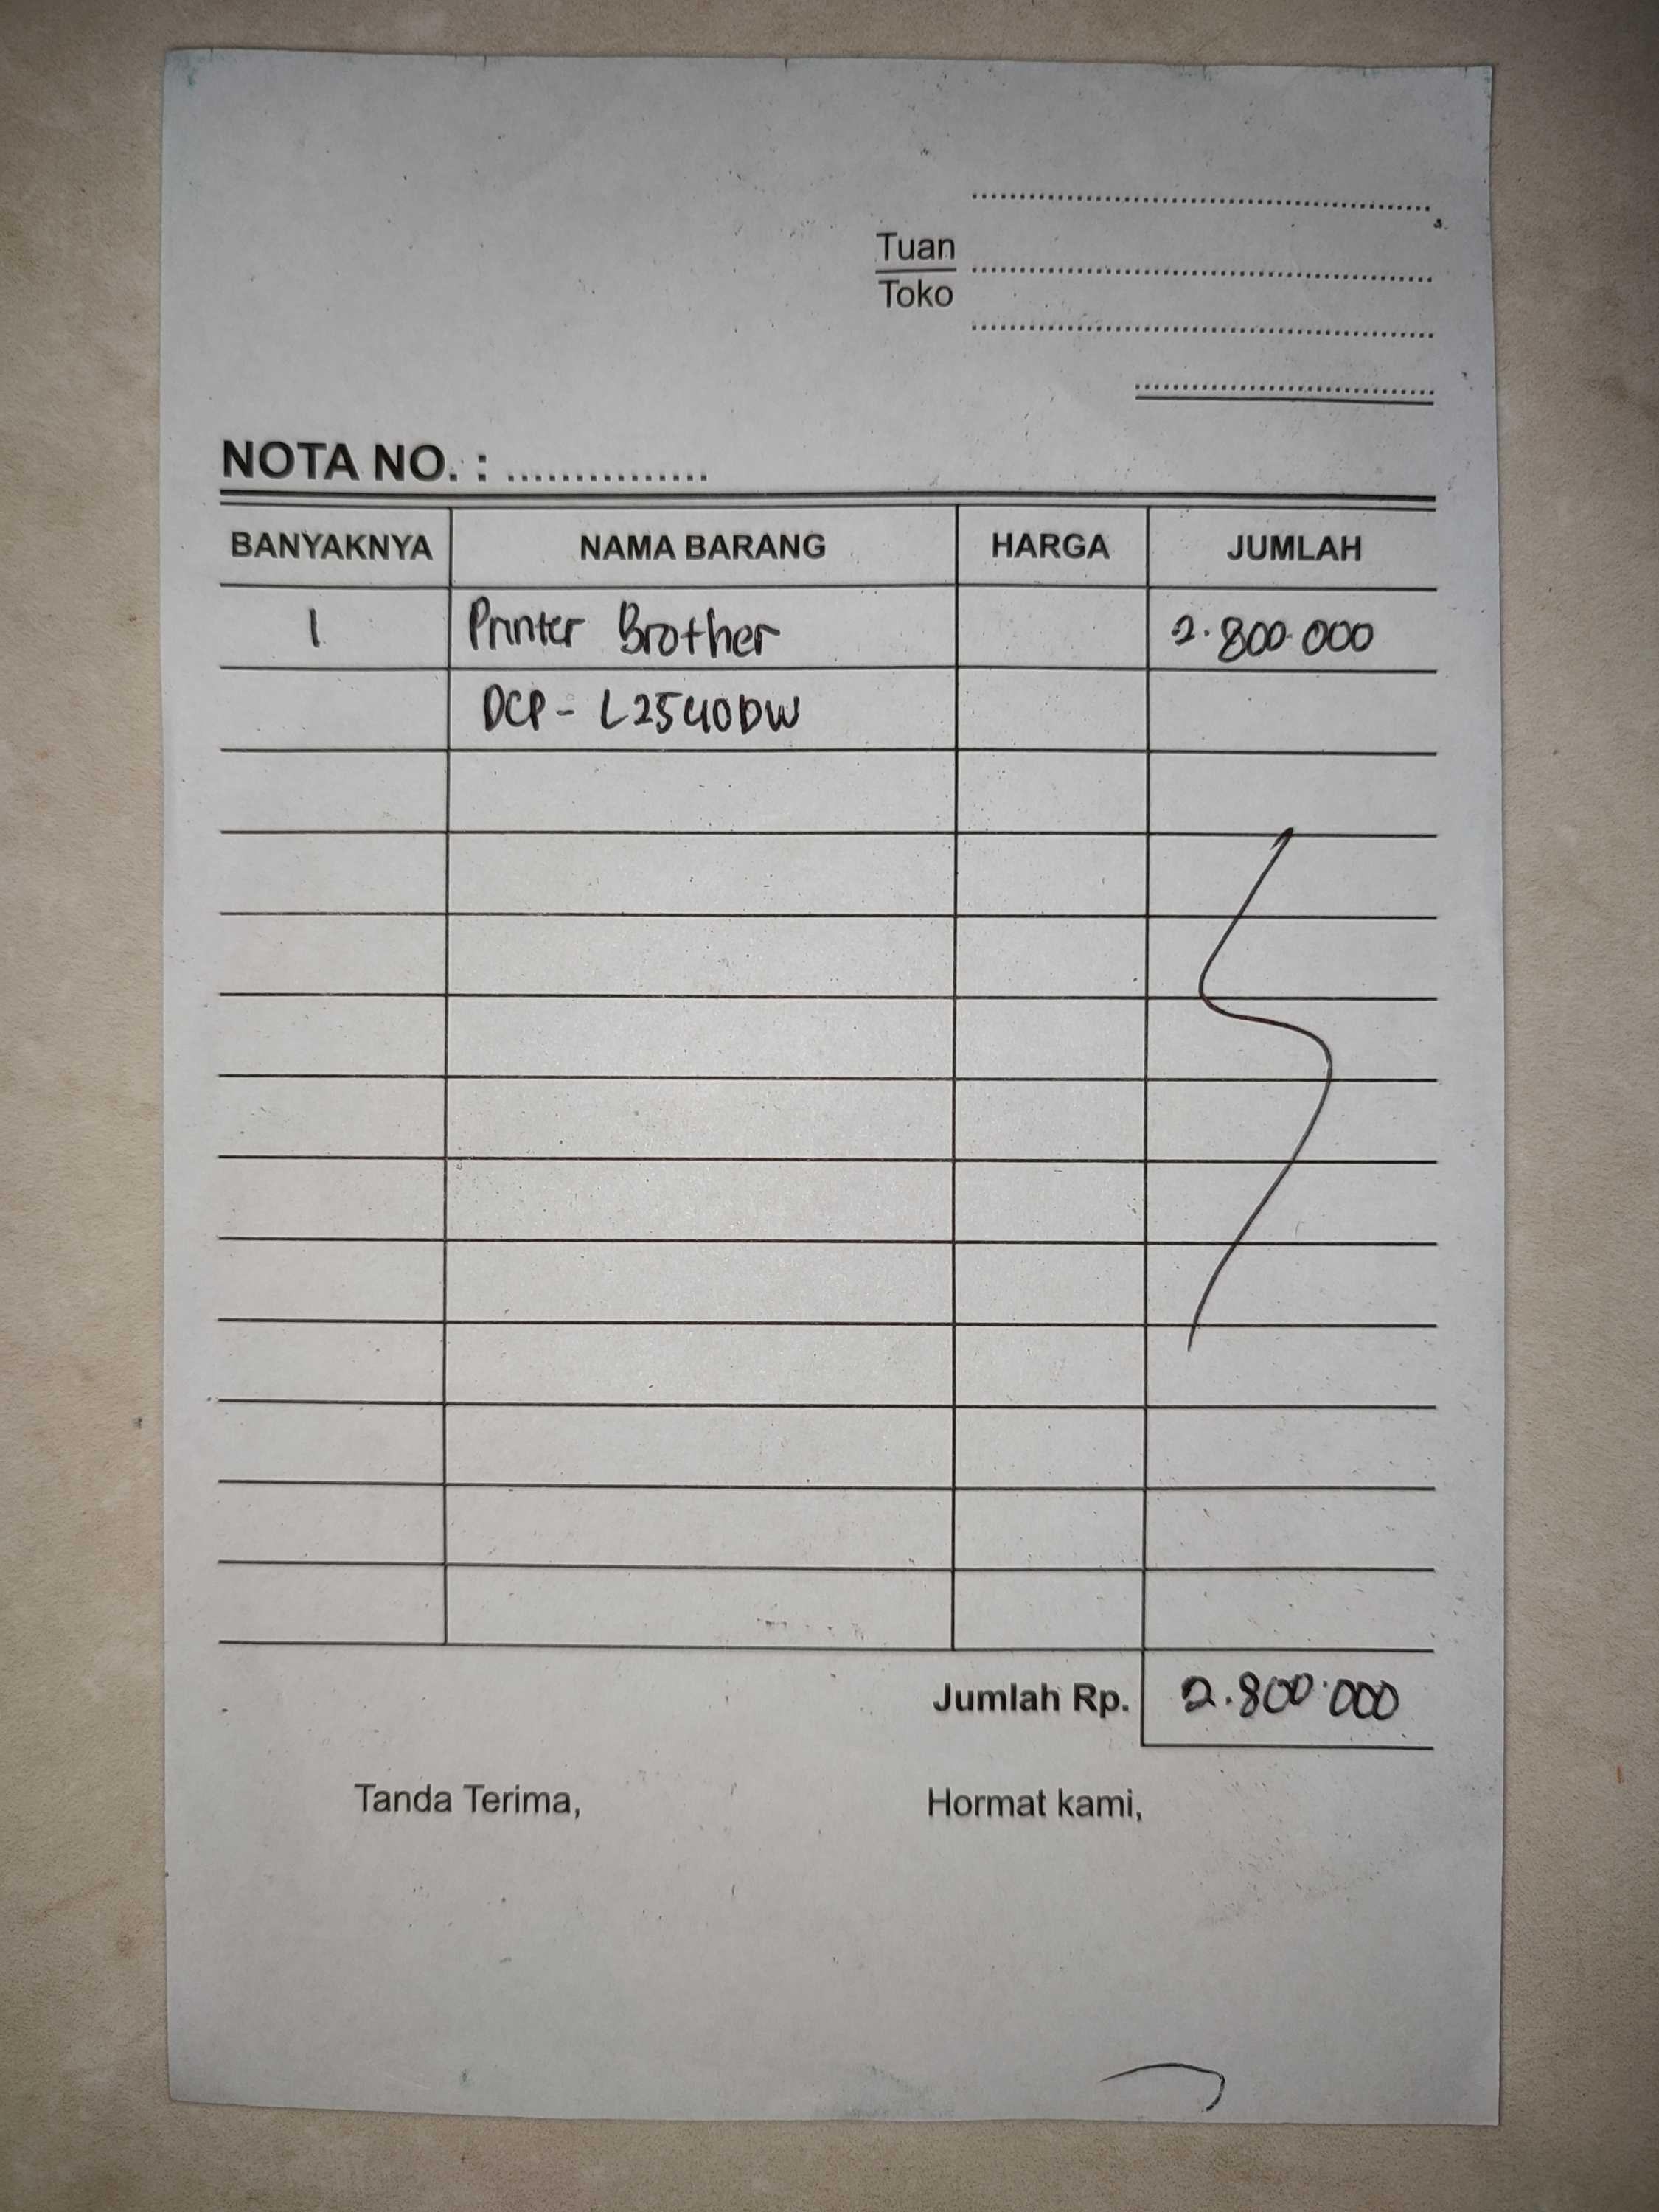 Tuan
Toko
NOTA NO. : ...............
BANYAKNYA NAMA BARANG HARGA JUMLAH
1 Printer Brother 2.800.000
DCP- L2540DW
Jumlah Rp. 2.800.000
Tanda Terima, Hormat kami,